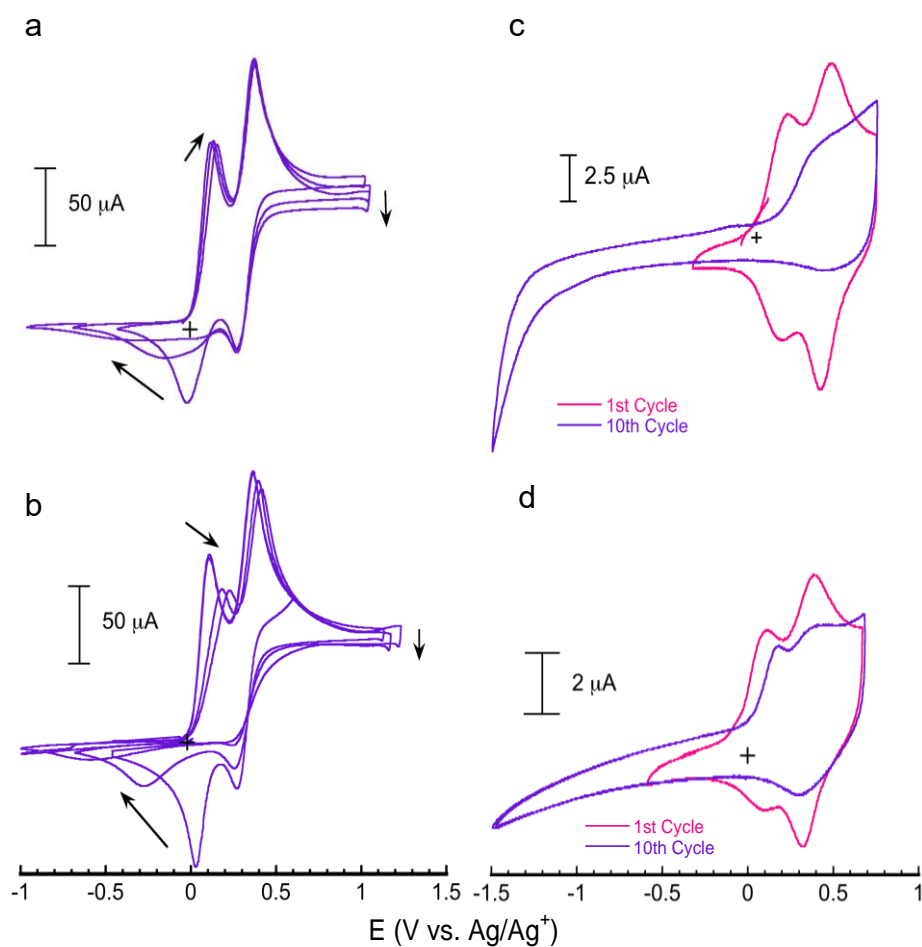 a
50 μA
c
2.5 μA
1st Cycle
10th Cycle
b
50 μA
-1 -0.5 0 0.5 1 1.5
d
2 μA
1st Cycle
10th Cycle
-1.5 -1 -0.5 0 0.5 1
E (V vs. Ag/Ag⁺)